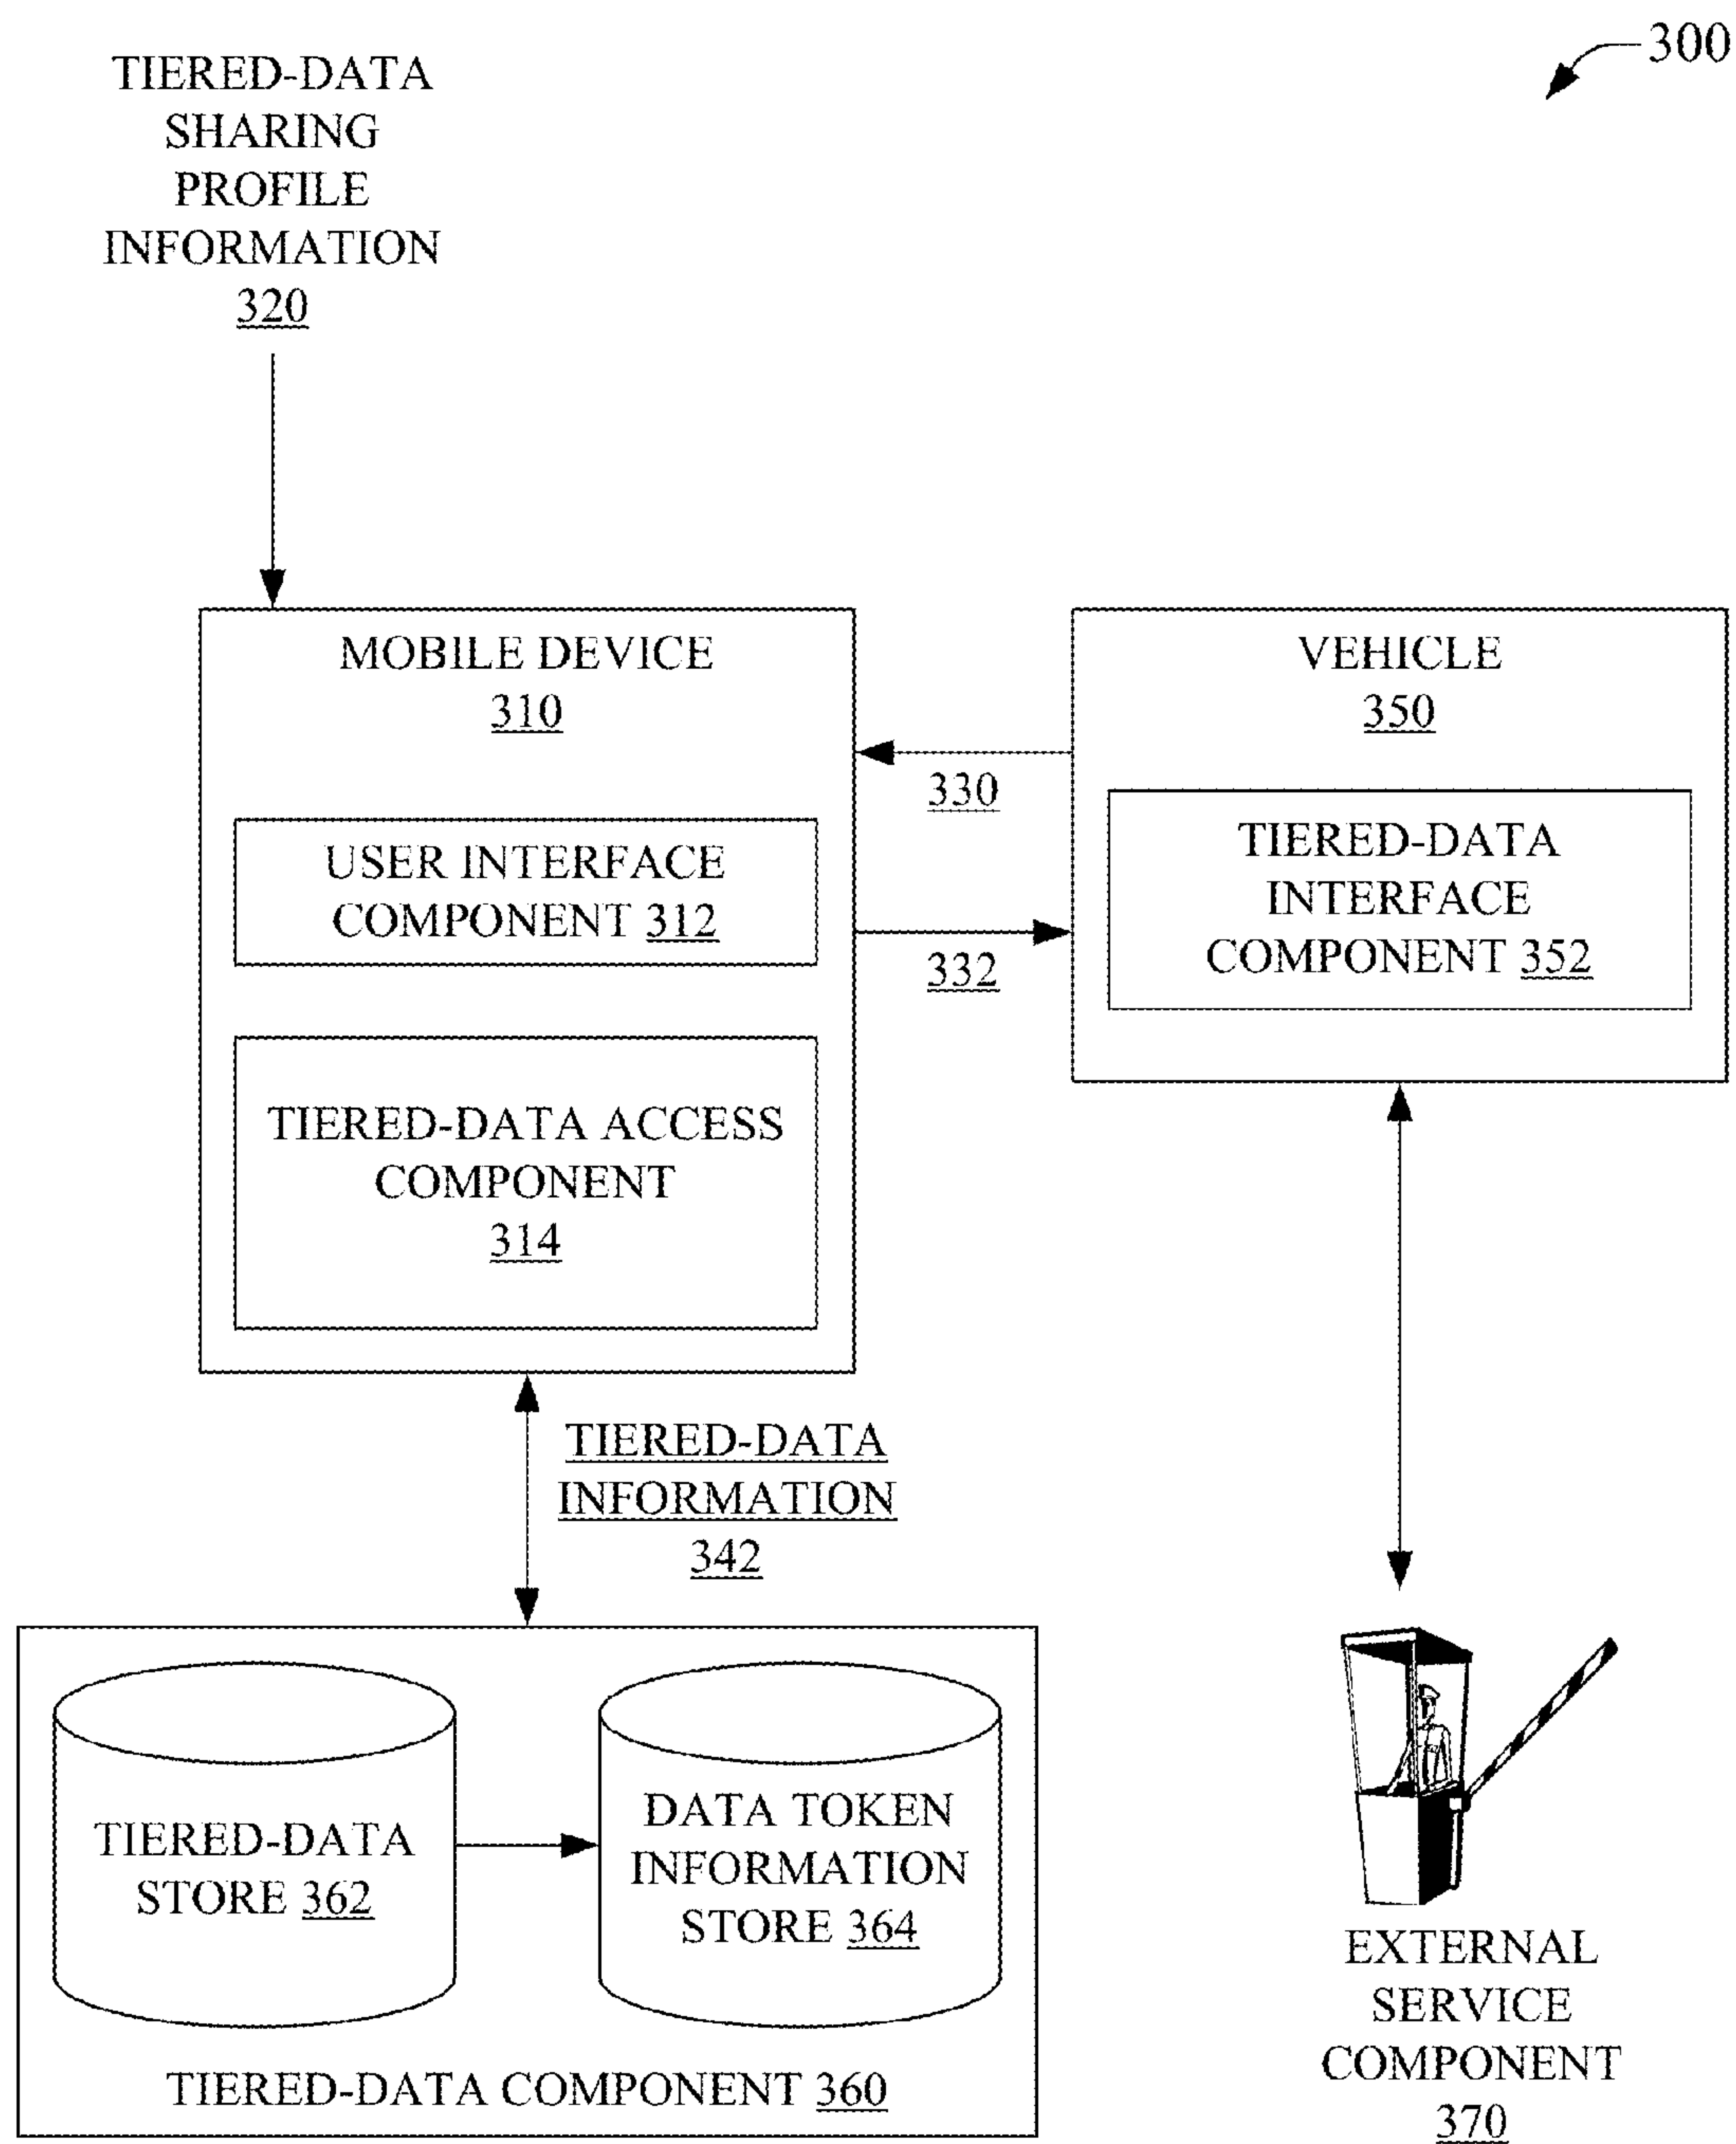 300
TIERED-DATA
SHARING
PROFILE
INFORMATION
320
MOBILE DEVICE
310
USER INTERFACE
COMPONENT 312
TIERED-DATA ACCESS
COMPONENT
314
330
332
VEHICLE
350
TIERED-DATA
INTERFACE
COMPONENT 352
TIERED-DATA
INFORMATION
342
TIERED-DATA
STORE 362
DATA TOKEN
INFORMATION
STORE 364
TIERED-DATA COMPONENT 360
EXTERNAL
SERVICE
COMPONENT
370